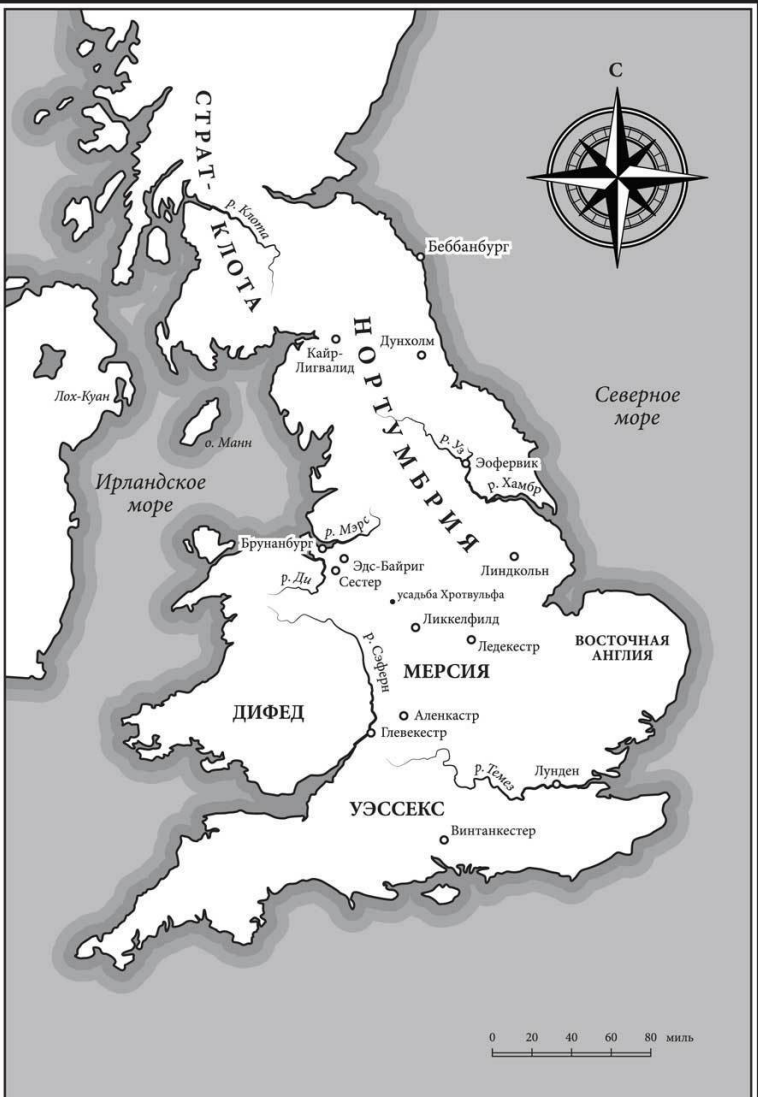 С
СТРАТ-
КЛОТА
р. Клота
Беббанбург
НОРТУМБРИЯ
Кайр-
Лигвалид
Дунхолм
Лох-Куан
о. Манн
Северное
море
р. Уз
Эофервик
р. Хамбр
Ирландское
море
р. Мэрс
Брунанбург
Эдс-Байриг
Сестер
р. Ди
Линдкольн
усадьба Хротвульфа
Ликкелфилд
Ледекестр
ВОСТОЧНАЯ
АНГЛИЯ
р. Сэферн
МЕРСИЯ
ДИФЕД
Аленкастр
Глевекестр
р. Темез
Лунден
УЭССЕКС
Винтанкестер
0 20 40 60 80 миль